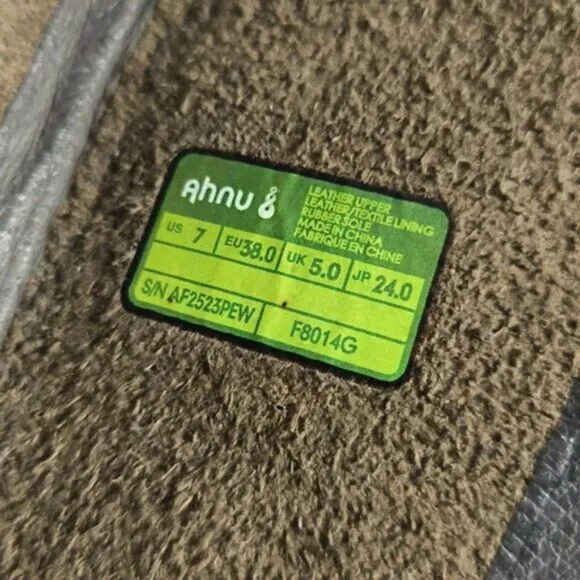 Ahnu
LEATHER UPPER
LEATHER/TEXTILE LINING
RUBBER SOLE
MADE IN CHINA
FABRIQUE EN CHINE
US 7 EU 38.0 UK 5.0 JP 24.0
S/N AF2523PEW F8014G